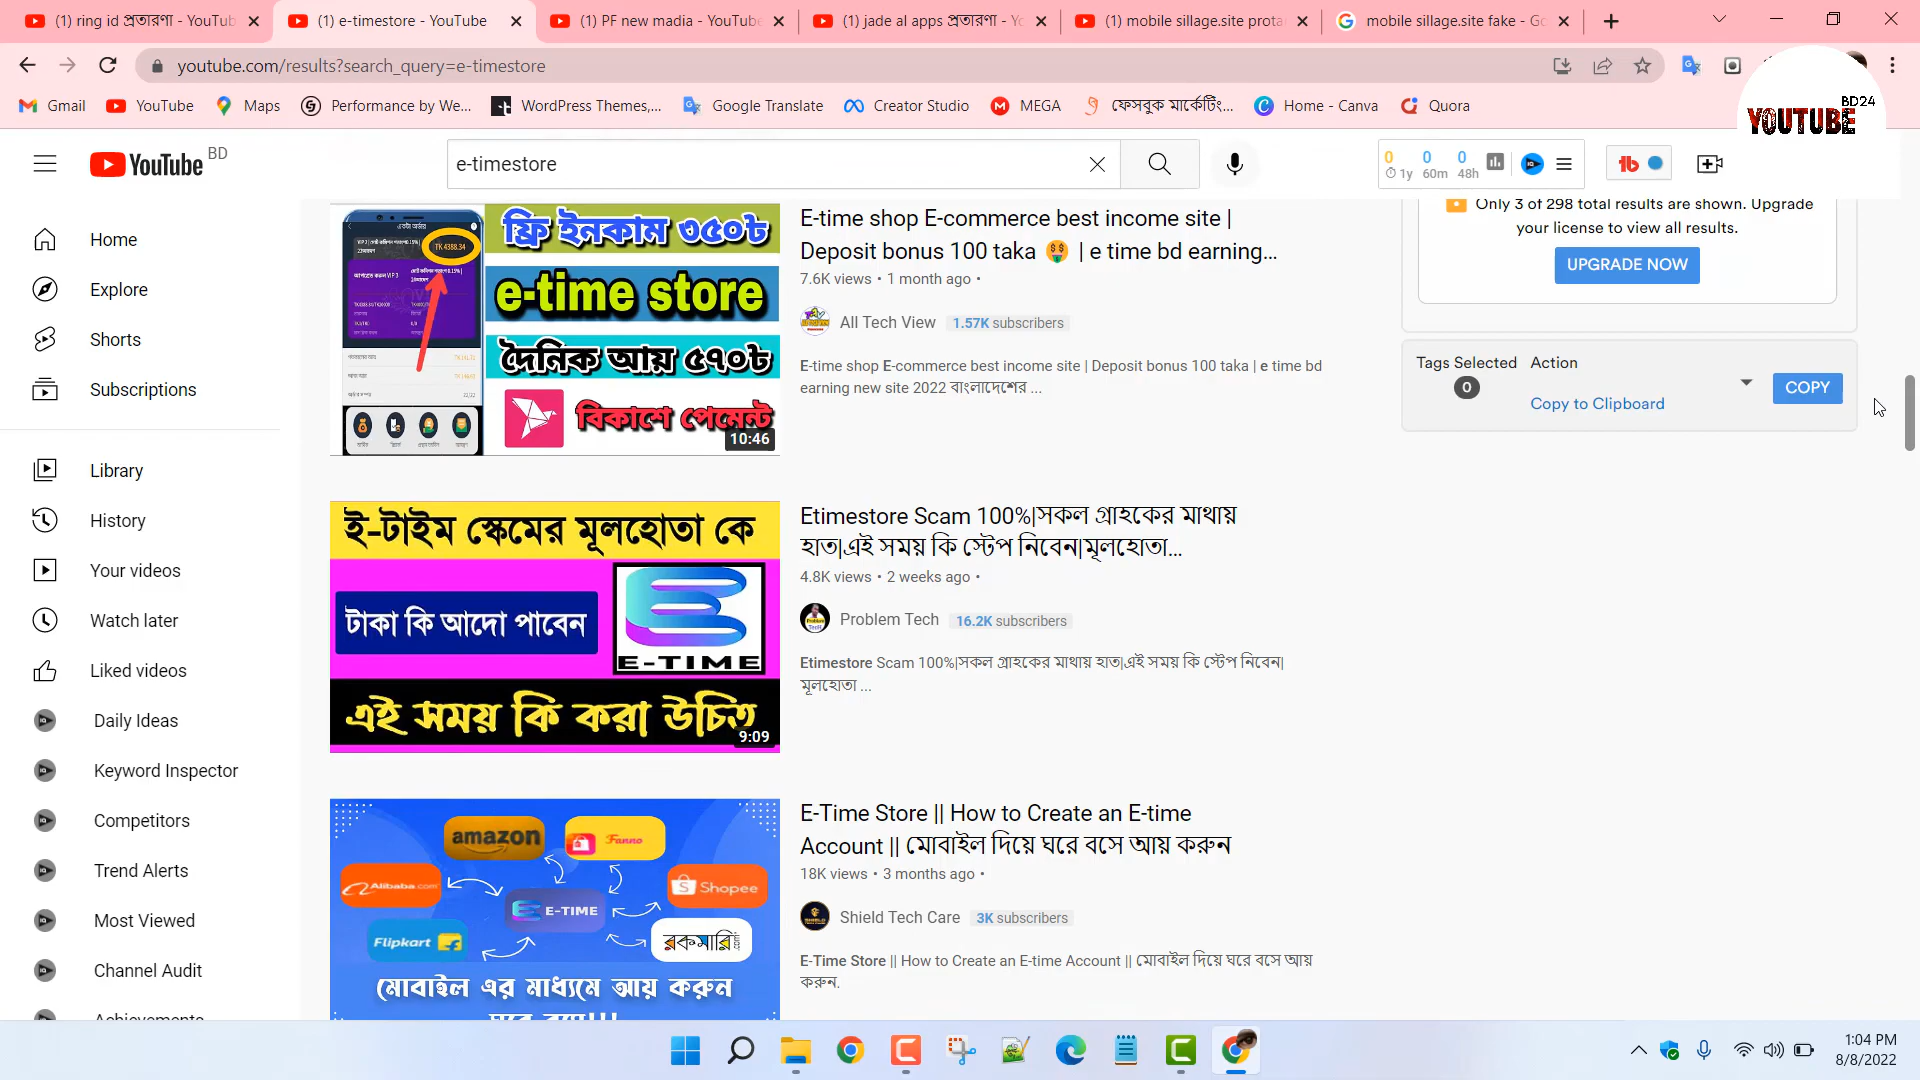 (1) ring id প্রতারণা - YouTub
(1) e-timestore - YouTube
(1) PF new madia - YouTube
(1) jade al apps প্রতারণা - Yo
(1) mobile sillage.site prota
mobile sillage.site fake - Go
youtube.com/results?search_query=e-timestore
Gmail
YouTube
Maps
Performance by We...
WordPress Themes,...
Google Translate
Creator Studio
MEGA
ফেসবুক মার্কেটিং...
Home - Canva
Quora
BD24
YOUTUBE
YouTube BD
e-timestore
0 0 0
1y 60m 48h
Home
Explore
Shorts
Subscriptions
Library
History
Your videos
Watch later
Liked videos
Daily Ideas
Keyword Inspector
Competitors
Trend Alerts
Most Viewed
Channel Audit
Achievements
TK 4388.34
ফ্রি ইনকাম ৩৫০৳
e-time store
দৈনিক আয় ৫৭০৳
বিকাশে পেমেন্ট
10:46
E-time shop E-commerce best income site |
Deposit bonus 100 taka 🤑 | e time bd earning...
7.6K views • 1 month ago •
All Tech View 1.57K subscribers
E-time shop E-commerce best income site | Deposit bonus 100 taka | e time bd
earning new site 2022 বাংলাদেশের ...
ই-টাইম স্কেমের মূলহোতা কে
টাকা কি আদো পাবেন
E-TIME
এই সময় কি করা উচিত
9:09
Etimestore Scam 100%|সকল গ্রাহকের মাথায়
হাত|এই সময় কি স্টেপ নিবেন|মূলহোতা...
4.8K views • 2 weeks ago •
Problem Tech 16.2K subscribers
Etimestore Scam 100%|সকল গ্রাহকের মাথায় হাত|এই সময় কি স্টেপ নিবেন|
মূলহোতা ...
amazon
Fanno
Alibaba.com
Shopee
E-TIME
Flipkart
রকমারি.com
মোবাইল এর মাধ্যমে আয় করুন
E-Time Store || How to Create an E-time
Account || মোবাইল দিয়ে ঘরে বসে আয় করুন
18K views • 3 months ago •
Shield Tech Care 3K subscribers
E-Time Store || How to Create an E-time Account || মোবাইল দিয়ে ঘরে বসে আয়
করুন.
Only 3 of 298 total results are shown. Upgrade
your license to view all results.
UPGRADE NOW
Tags Selected Action
0
Copy to Clipboard
COPY
1:04 PM
8/8/2022